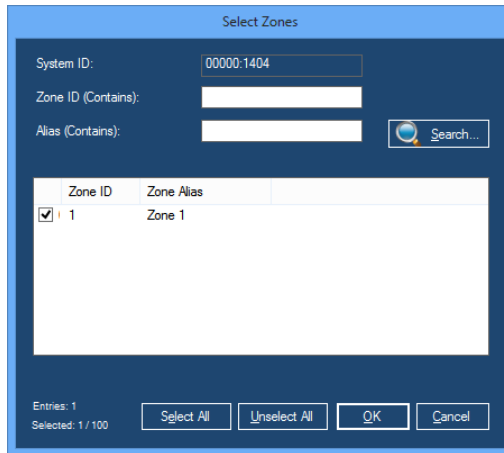 Select Zones
System ID: 00000:1404
Zone ID (Contains):
Alias (Contains): Search...
Zone ID Zone Alias
1 Zone 1
Entries: 1
Selected: 1 / 100
Select All Unselect All OK Cancel